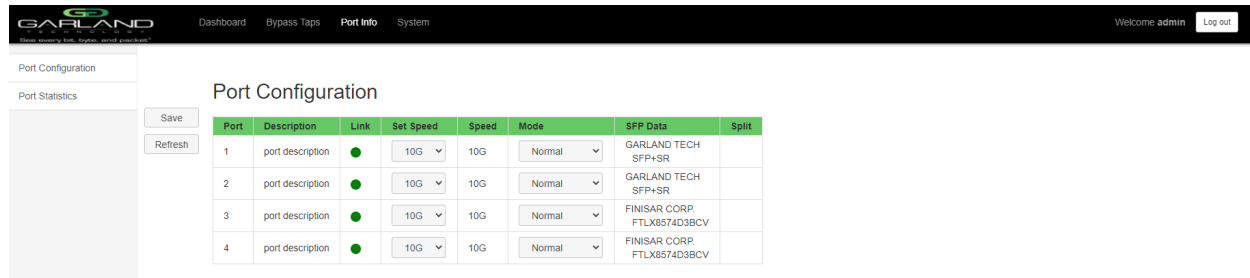 GARLAND
TECHNOLOGY
See every bit, byte, and packet®
Dashboard Bypass Taps Port Info System
Welcome admin Log out
Port Configuration
Port Statistics
Save
Refresh
Port Configuration
Port Description Link Set Speed Speed Mode SFP Data Split
1 port description 10G 10G Normal GARLAND TECH
SFP+SR
2 port description 10G 10G Normal GARLAND TECH
SFP+SR
3 port description 10G 10G Normal FINISAR CORP.
FTLX8574D3BCV
4 port description 10G 10G Normal FINISAR CORP.
FTLX8574D3BCV